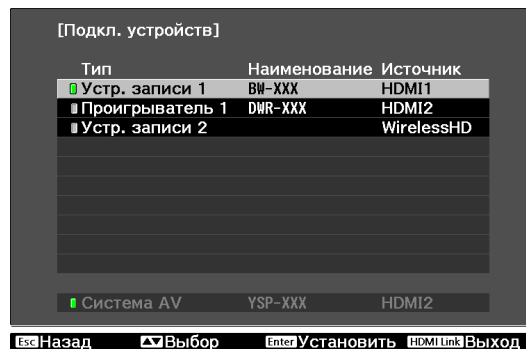 [Подкл. устройств]
Тип Наименование Источник
Устр. записи 1 BW-XXX HDMI1
Проигрыватель 1 DWR-XXX HDMI2
Устр. записи 2 WirelessHD
Система AV YSP-XXX HDMI2
Esc Назад Выбор Enter Установить HDMI Link Выход